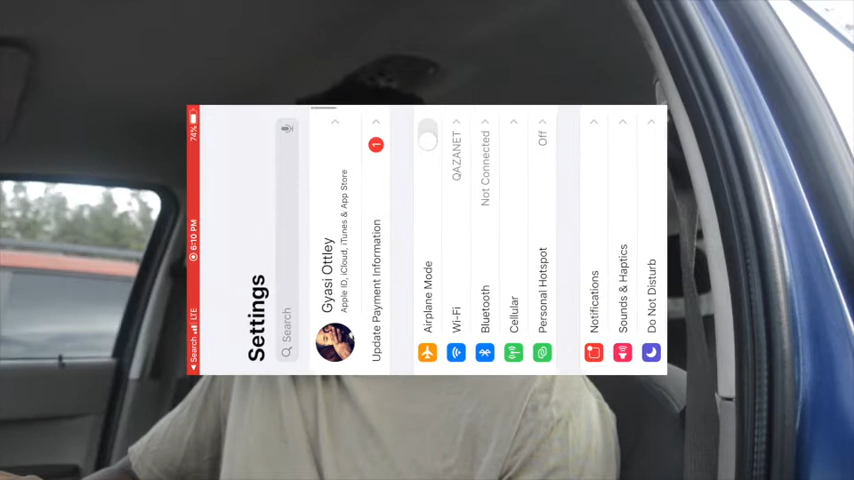 Search LTE 6:10 PM 74%
Settings
Search
Gyasi Ottley
Apple ID, iCloud, iTunes & App Store
Update Payment Information 1
Airplane Mode
Wi-Fi QAZANET
Bluetooth Not Connected
Cellular
Personal Hotspot Off
Notifications
Sounds & Haptics
Do Not Disturb